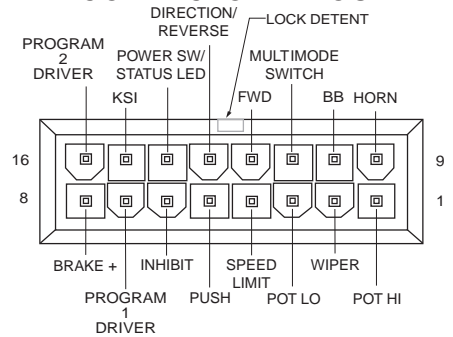 DIRECTION/
REVERSE
LOCK DETENT
PROGRAM
2
DRIVER
POWER SW/
STATUS LED
MULTIMODE
SWITCH
KSI
FWD
BB
HORN
16
9
8
1
BRAKE +
INHIBIT
SPEED
LIMIT
WIPER
PROGRAM
1
DRIVER
PUSH
POT LO
POT HI